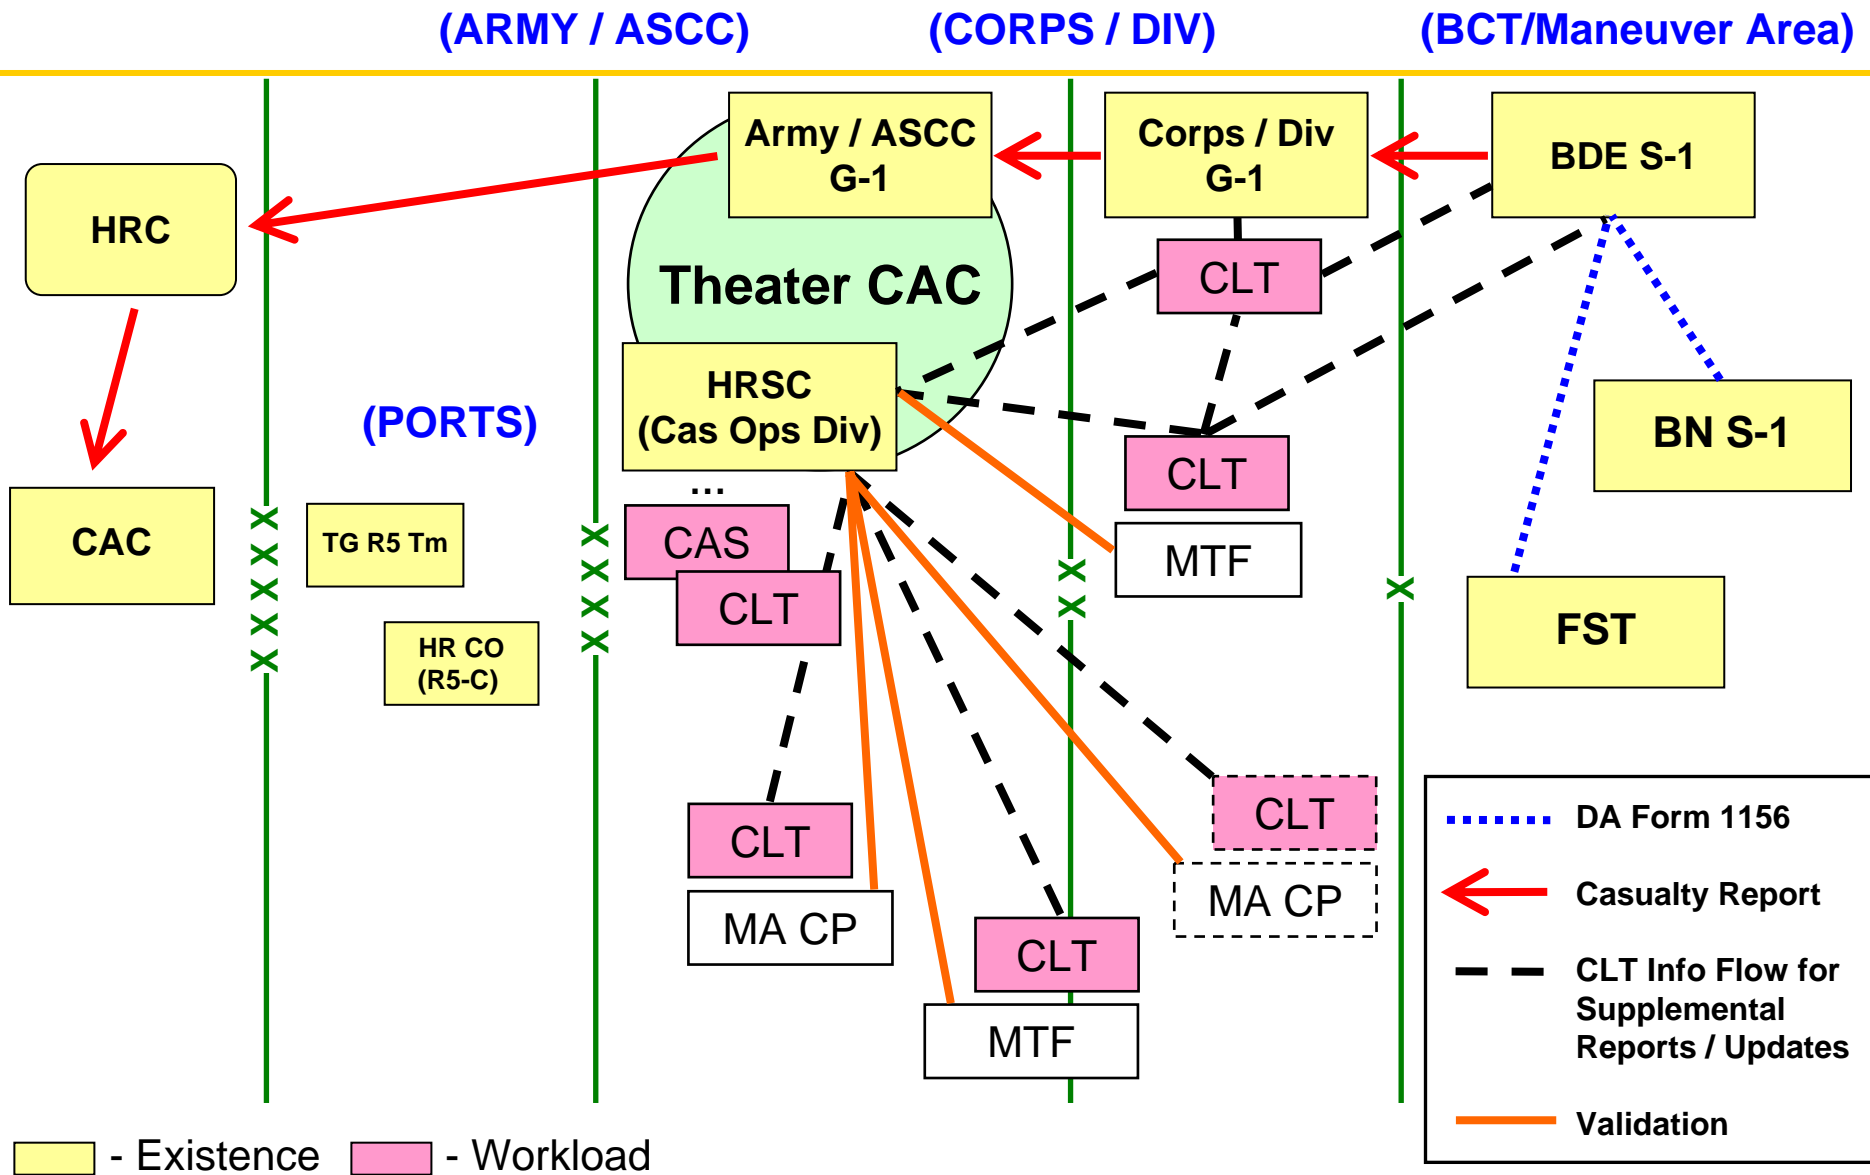 (ARMY / ASCC)
(CORPS / DIV)
(BCT/Maneuver Area)
Army / ASCC
G-1
Corps / Div
G-1
BDE S-1
HRC
CLT
Theater CAC
HRSC
(Cas Ops Div)
(PORTS)
CLT
BN S-1
...
CAC
TG R5 Tm
CAS
MTF
XXXXX
XXXX
XX
X
CLT
HR CO
(R5-C)
FST
CLT
MA CP
CLT
MTF
CLT
MA CP
DA Form 1156
Casualty Report
CLT Info Flow for
Supplemental
Reports / Updates
Validation
- Existence
- Workload